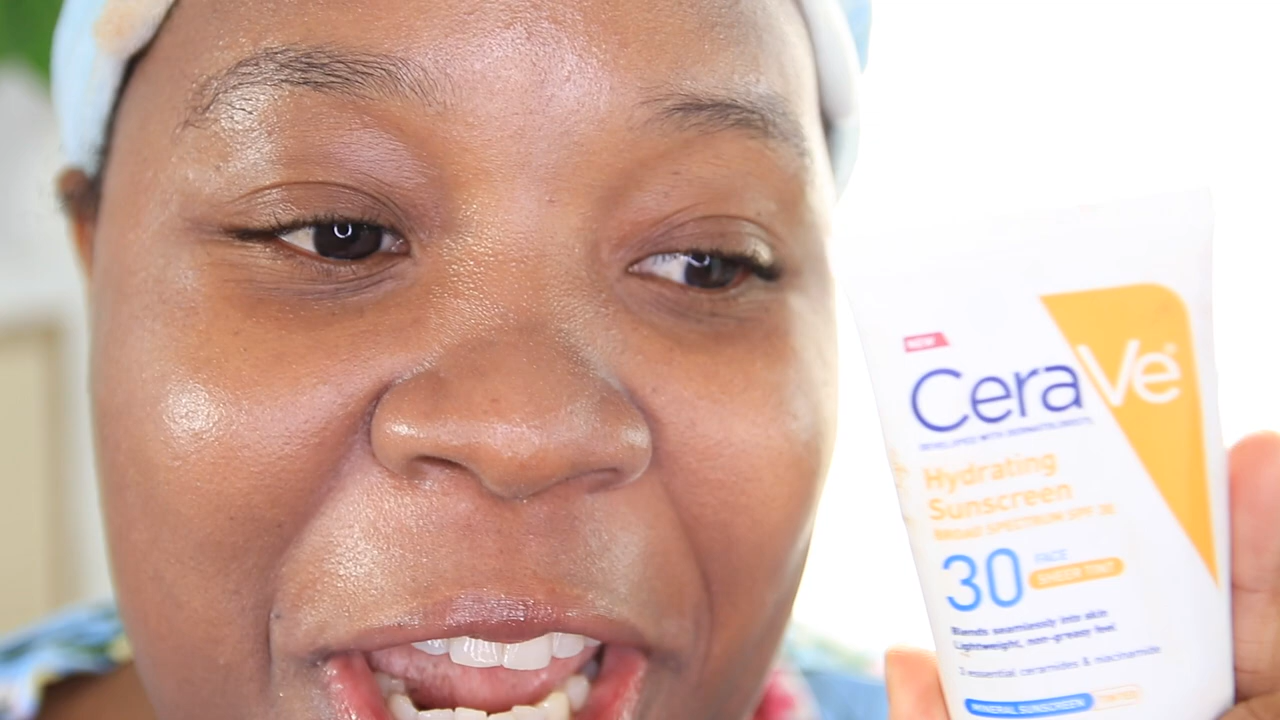 NEW
CeraVe®
DEVELOPED WITH DERMATOLOGISTS
Hydrating
Sunscreen
BROAD SPECTRUM SPF 30
30 FACE
SHEER TINT
Blends seamlessly into skin
Lightweight, non-greasy feel
3 essential ceramides & niacinamide
MINERAL SUNSCREEN TINTED